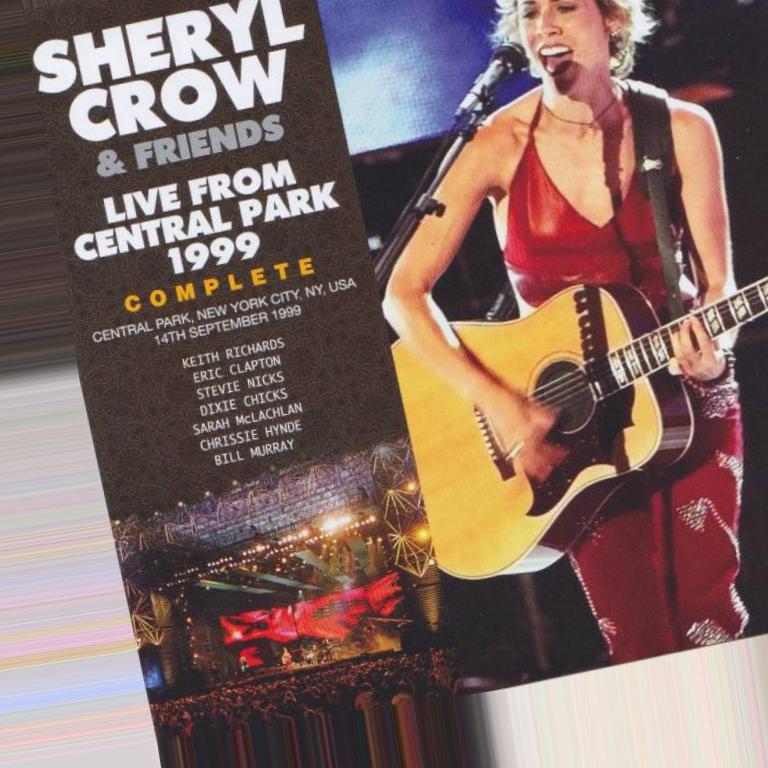 SHERYL
CROW
& FRIENDS
LIVE FROM
CENTRAL PARK
1999
COMPLETE
CENTRAL PARK, NEW YORK CITY, NY, USA
14TH SEPTEMBER 1999
KEITH RICHARDS
ERIC CLAPTON
STEVIE NICKS
DIXIE CHICKS
SARAH McLACHLAN
CHRISSIE HYNDE
BILL MURRAY